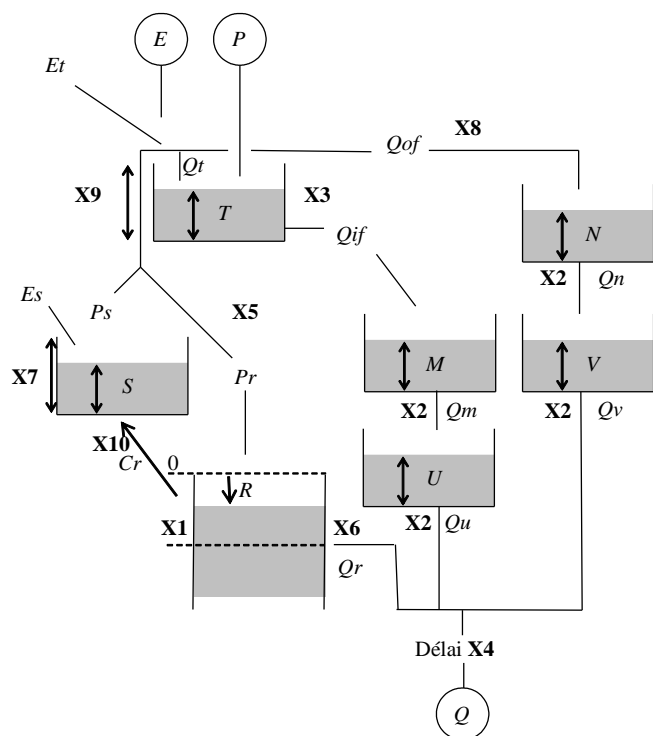 E P
Et
X8
Qof
Qt
X9 X3
T
Qif N
X2 Qn
Es
Ps X5
X7 S Pr M V
X2 Qm X2 Qv
X10
Cr 0
R U
X1 X6 X2 Qu
Qr
Délai X4
Q